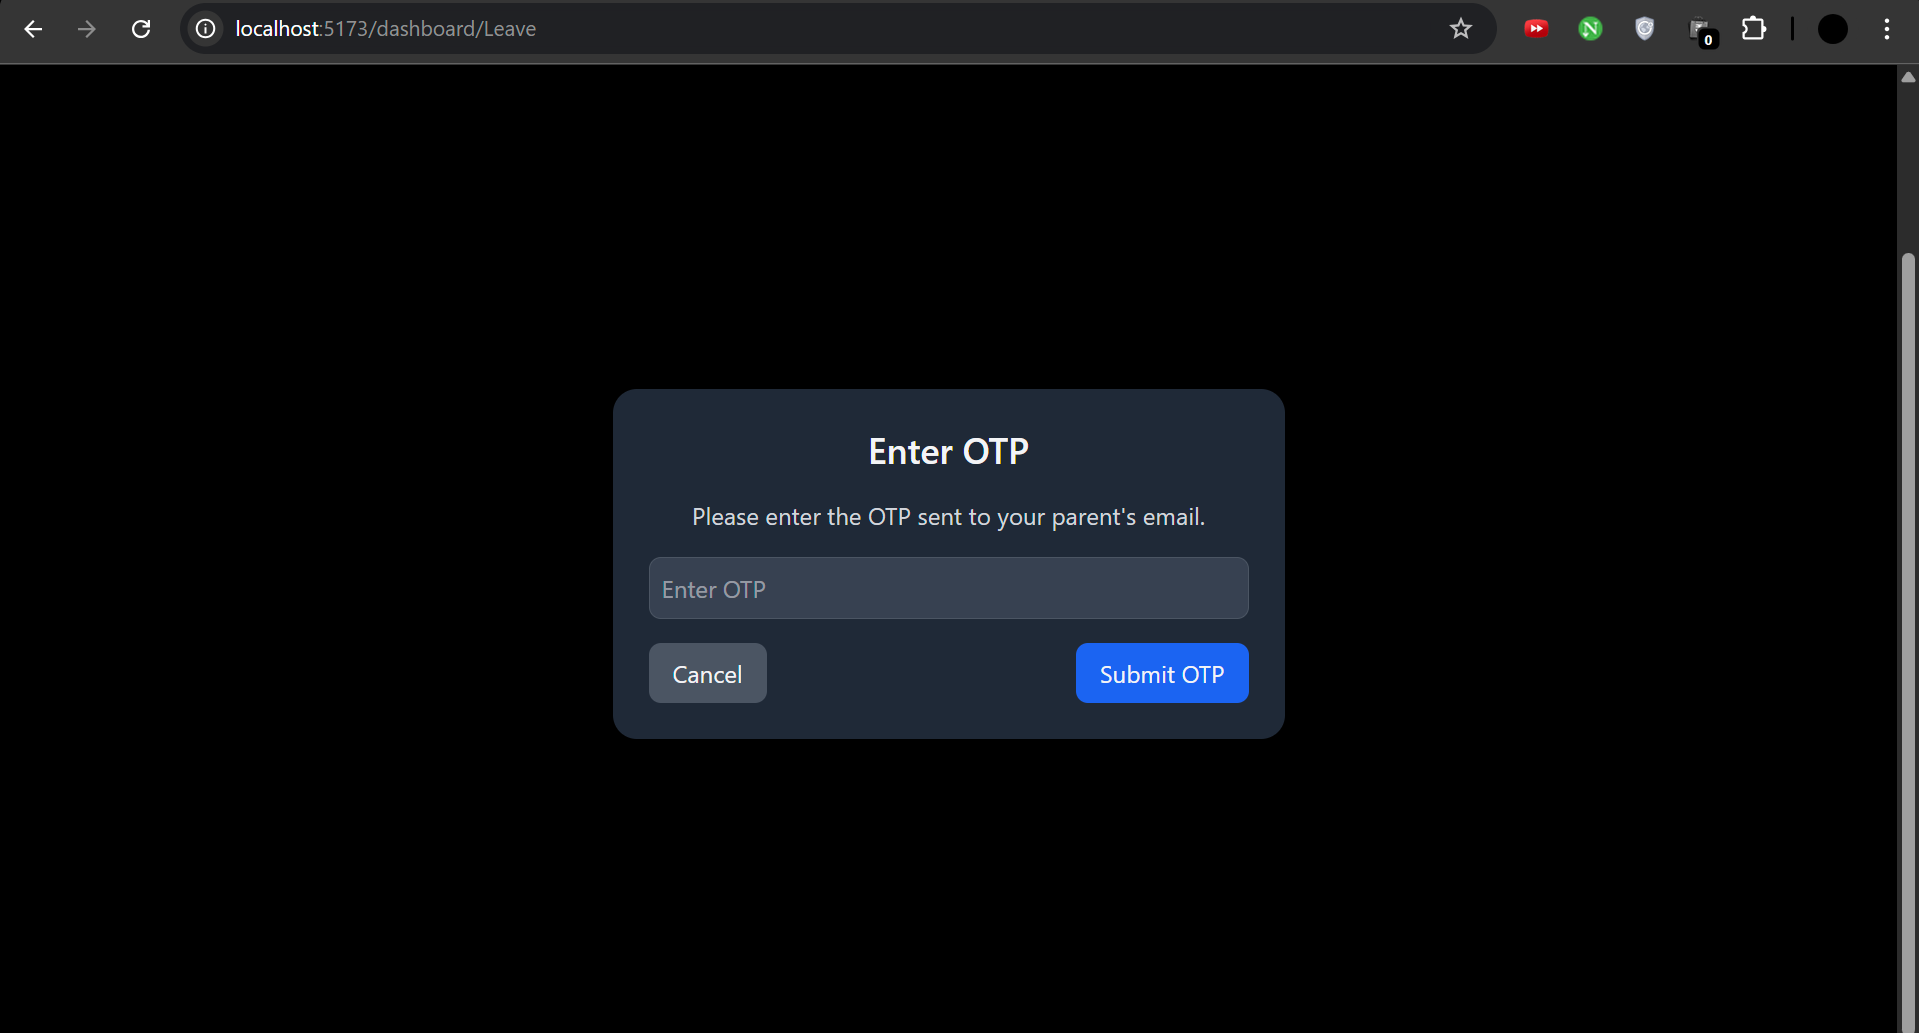 localhost:5173/dashboard/Leave
N
0
Enter OTP
Please enter the OTP sent to your parent's email.
Enter OTP
Cancel
Submit OTP